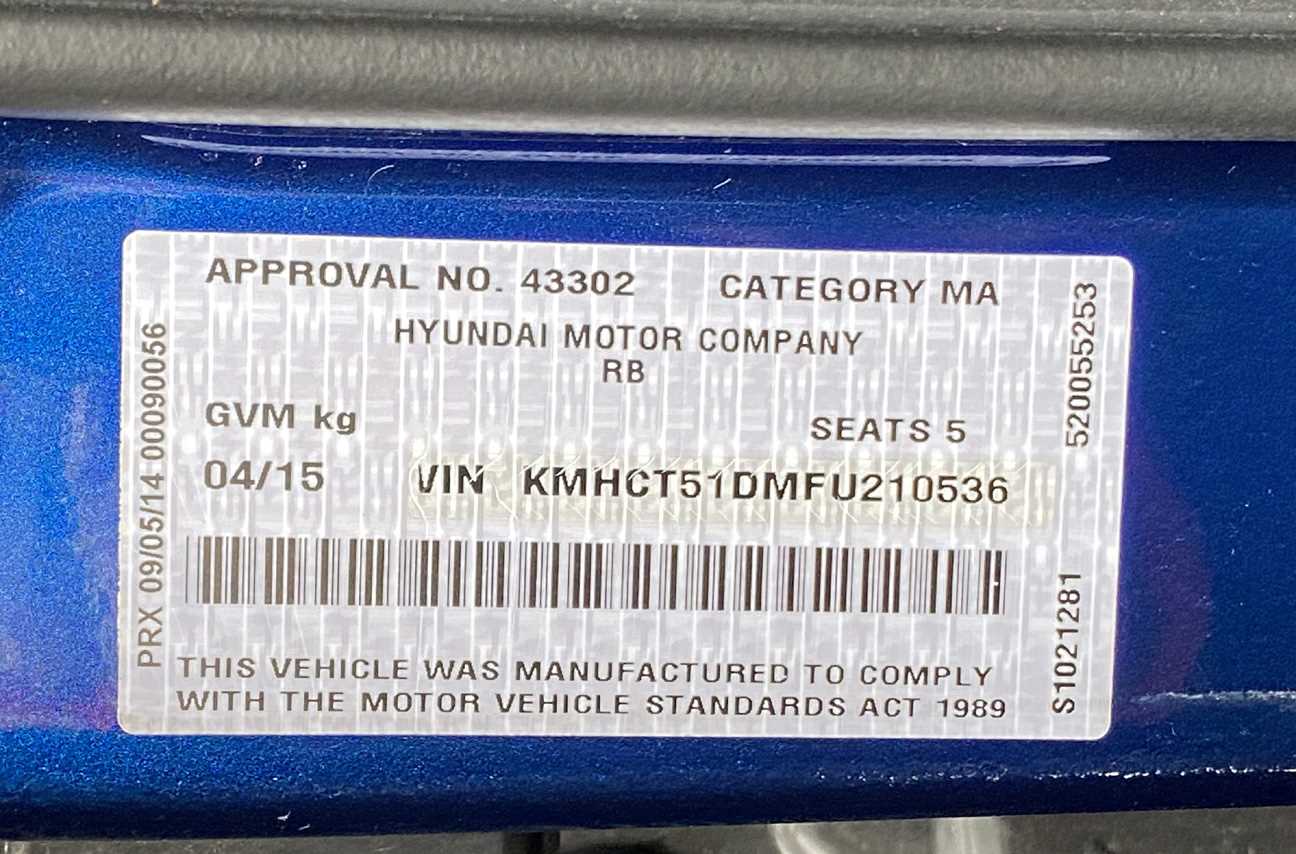 APPROVAL NO. 43302 CATEGORY MA
HYUNDAI MOTOR COMPANY
RB
GVM kg SEATS 5
04/15 VIN KMHCT51DMFU210536
THIS VEHICLE WAS MANUFACTURED TO COMPLY
WITH THE MOTOR VEHICLE STANDARDS ACT 1989
PRX 09/05/14 00090056
S1021281 520055253